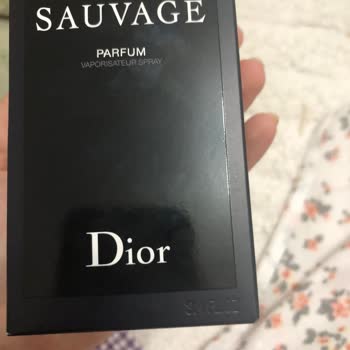 SAUVAGE
PARFUM
VAPORISATEUR SPRAY
Dior